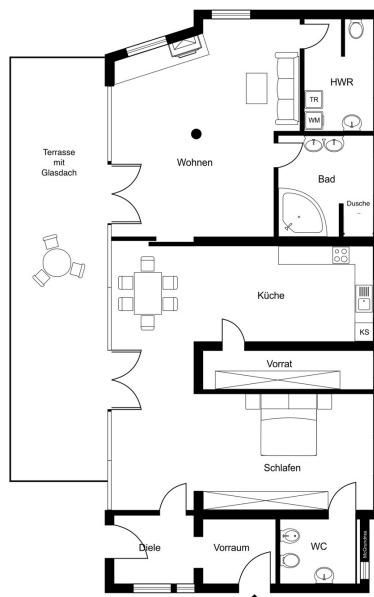 HWR
TR
WM
Terrasse
mit
Glasdach
Wohnen
Bad
Dusche
Küche
KS
Vorrat
Schlafen
Diele
Vorraum
WC